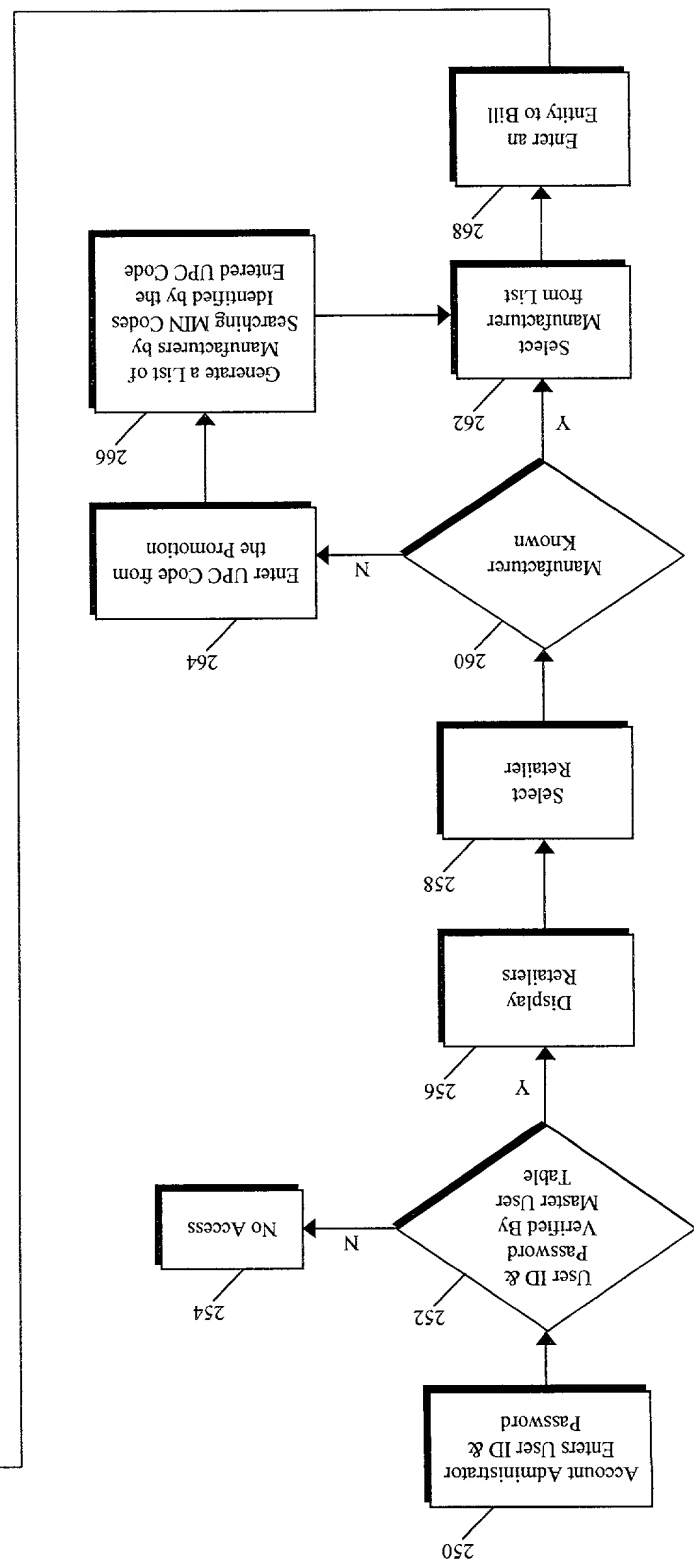 250
Account Administrator
Enters User ID &
Password
252
User ID &
Password
Verified By
Master User
Table
N
254
No Access
Y
256
Display
Retailers
258
Select
Retailer
260
Manufacturer
Known
N
264
Enter UPC Code from
the Promotion
266
Generate a List of
Manufacturers by
Searching MIN Codes
Identified by the
Entered UPC Code
Y
262
Select
Manufacturer
from List
268
Enter an
Entity to Bill